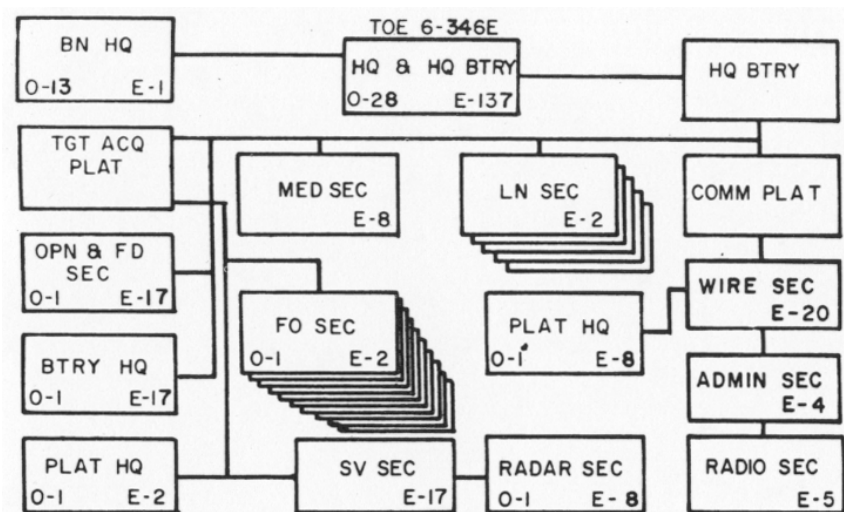 TOE 6-346E
BN HQ
O-13 E-1
HQ & HQ BTRY
O-28 E-137
HQ BTRY
TGT ACQ
PLAT
MED SEC
E-8
LN SEC
E-2
COMM PLAT
OPN & FD
SEC
O-1 E-17
FO SEC
O-1 E-2
PLAT HQ
O-1 E-8
WIRE SEC
E-20
BTRY HQ
O-1 E-17
ADMIN SEC
E-4
PLAT HQ
O-1 E-2
SV SEC
E-17
RADAR SEC
O-1 E-8
RADIO SEC
E-5